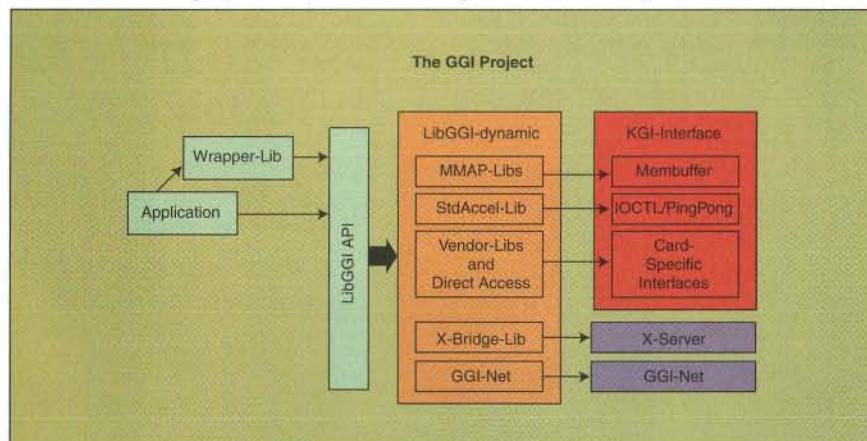 The GGI Project
Wrapper-Lib
Application
LibGGI API
LibGGI-dynamic
MMAP-Libs
StdAccel-Lib
Vendor-Libs
and
Direct Access
X-Bridge-Lib
GGI-Net
KGI-Interface
Membuffer
IOCTL/PingPong
Card-
Specific
Interfaces
X-Server
GGI-Net